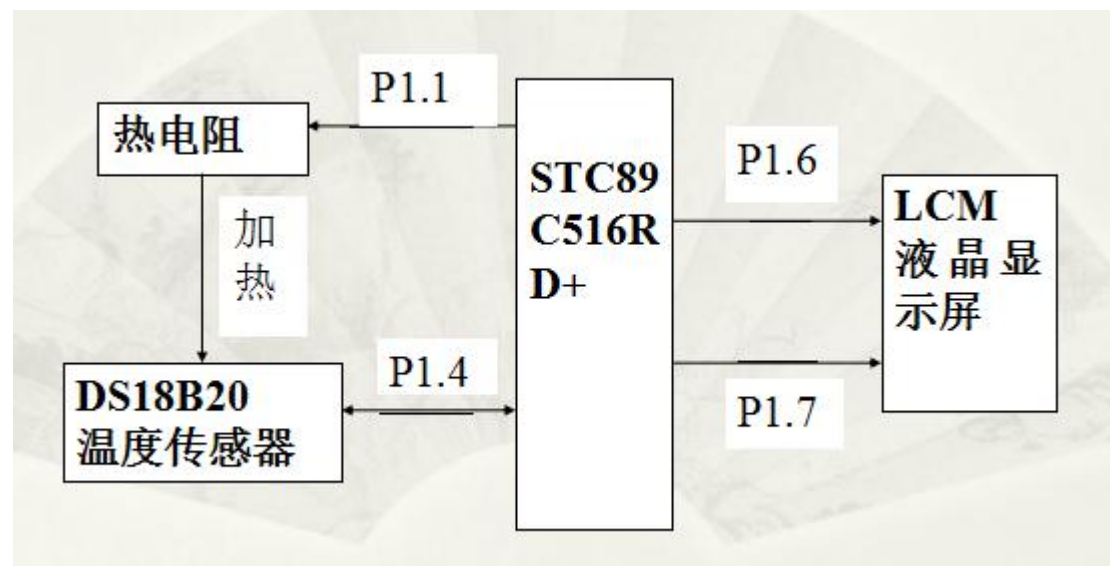 P1.1
热电阻
加
热
DS18B20
温度传感器
P1.4
STC89
C516R
D+
P1.6
P1.7
LCM
液晶显
示屏